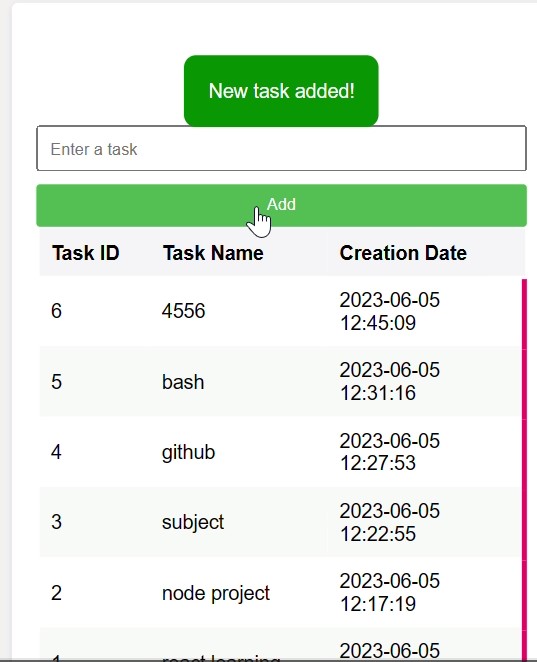 New task added!
Enter a task
Add
Task ID Task Name Creation Date
6 4556 2023-06-05 12:45:09
5 bash 2023-06-05 12:31:16
4 github 2023-06-05 12:27:53
3 subject 2023-06-05 12:22:55
2 node project 2023-06-05 12:17:19
1 react learning 2023-06-05